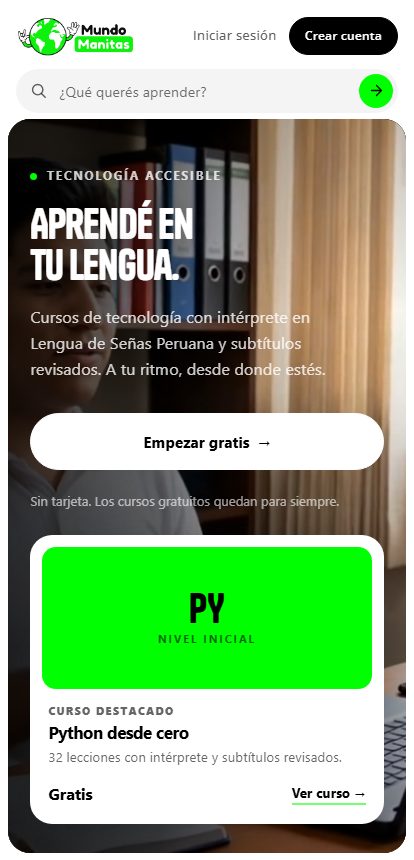 Mundo
Manitas
Iniciar sesión
Crear cuenta
¿Qué querés aprender?
TECNOLOGÍA ACCESIBLE
APRENDÉ EN
TU LENGUA.
Cursos de tecnología con intérprete en
Lengua de Señas Peruana y subtítulos
revisados. A tu ritmo, desde donde estés.
Empezar gratis →
Sin tarjeta. Los cursos gratuitos quedan para siempre.
PY
NIVEL INICIAL
CURSO DESTACADO
Python desde cero
32 lecciones con intérprete y subtítulos revisados.
Gratis
Ver curso →